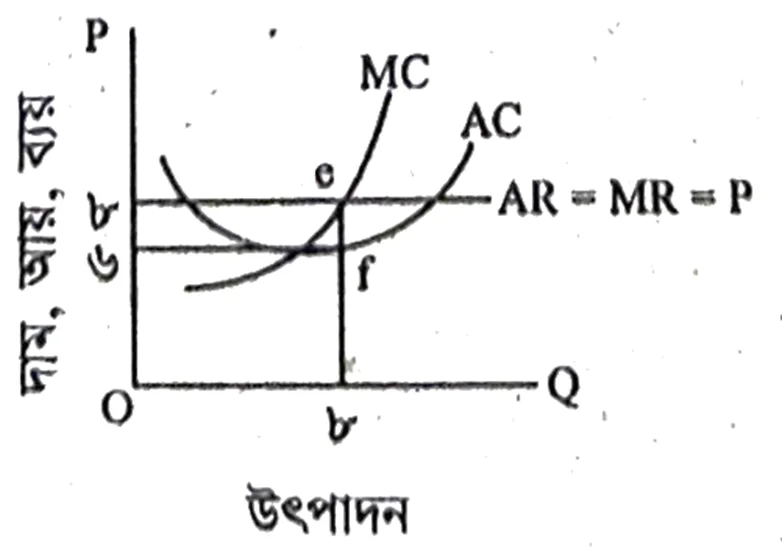 P
MC
AC
e
৮
AR = MR = P
৬
f
দাম, আয়, ব্যয়
O
Q
৮
উৎপাদন